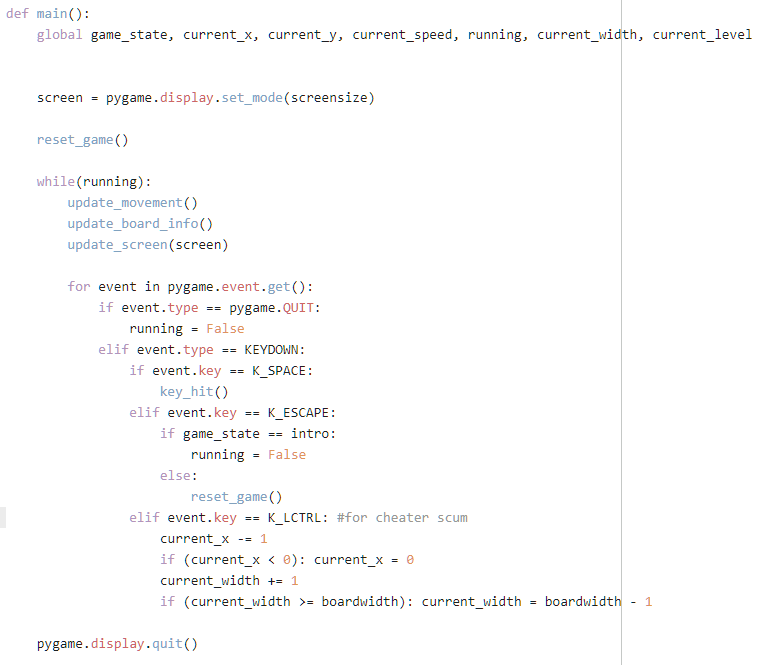 def main():
    global game_state, current_x, current_y, current_speed, running, current_width, current_level
    screen = pygame.display.set_mode(screensize)
    reset_game()
    while(running):
        update_movement()
        update_board_info()
        update_screen(screen)
        for event in pygame.event.get():
            if event.type == pygame.QUIT:
                running = False
            elif event.type == KEYDOWN:
                if event.key == K_SPACE:
                    key_hit()
                elif event.key == K_ESCAPE:
                    if game_state == intro:
                        running = False
                    else:
                        reset_game()
                elif event.key == K_LCTRL: #for cheater scum
                    current_x -= 1
                    if (current_x < 0): current_x = 0
                    current_width += 1
                    if (current_width >= boardwidth): current_width = boardwidth - 1
    pygame.display.quit()